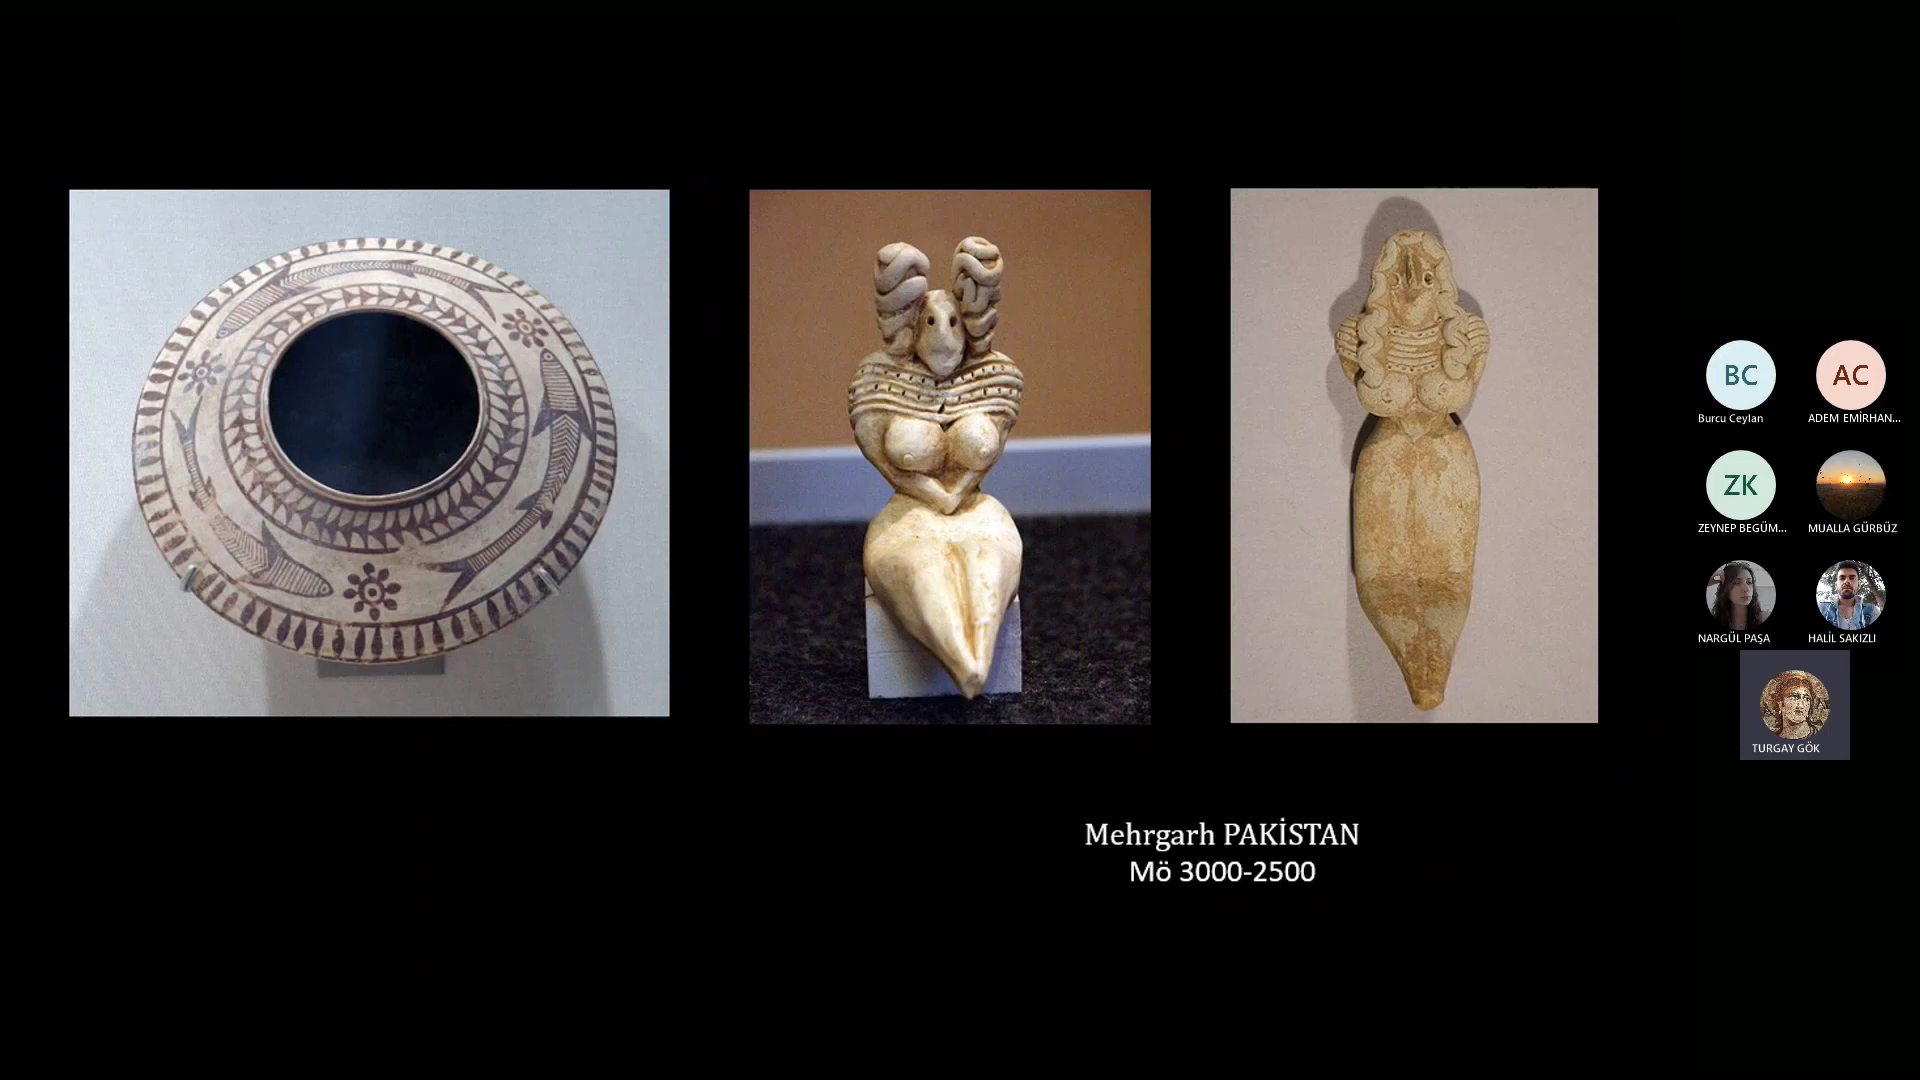 BC
Burcu Ceylan
AC
ADEM EMİRHAN...
ZK
ZEYNEP BEGÜM...
MUALLA GÜRBÜZ
NARGÜL PAŞA
HALİL SAKIZLI
TURGAY GÖK
Mehrgarh PAKİSTAN
Mö 3000-2500